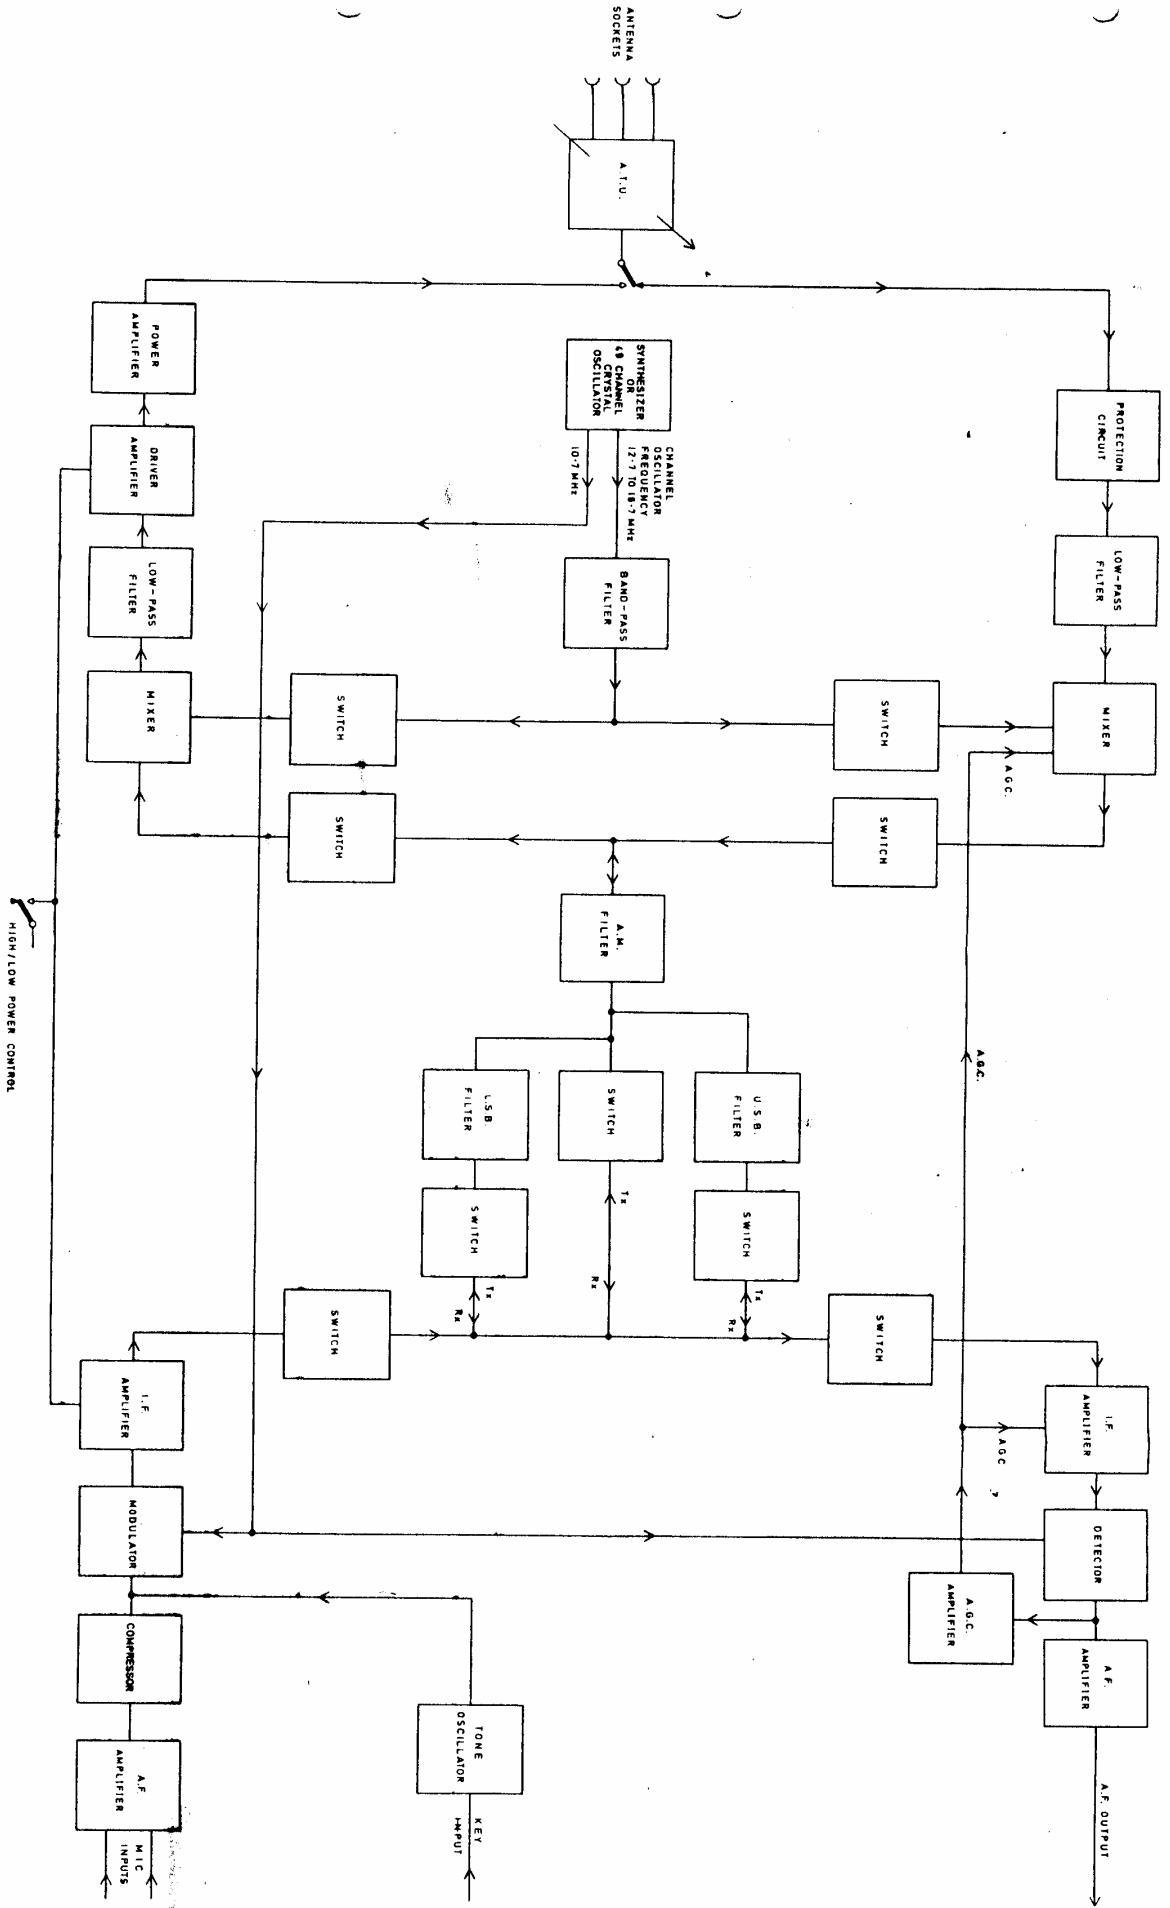 ANTENNA
SOCKETS
A.T.U.
PROTECTION
CIRCUIT
LOW-PASS
FILTER
MIXER
A.G.C.
SWITCH
SWITCH
A.G.C.
SWITCH
I.F.
AMPLIFIER
A G C
DETECTOR
A.G.C.
AMPLIFIER
A.F.
AMPLIFIER
A.F. OUTPUT
SYNTHESIZER
OR
49 CHANNEL
CRYSTAL
OSCILLATOR
CHANNEL
OSCILLATOR
FREQUENCY
12·7 TO 18·7 MHz
10·7 MHz
BAND-PASS
FILTER
A.M.
FILTER
U.S.B.
FILTER
SWITCH
Tx
Rx
SWITCH
Tx
Rx
L.S.B.
FILTER
SWITCH
Tx
Rx
SWITCH
SWITCH
SWITCH
TONE
OSCILLATOR
KEY
INPUT
POWER
AMPLIFIER
DRIVER
AMPLIFIER
LOW-PASS
FILTER
MIXER
I.F.
AMPLIFIER
MODULATOR
COMPRESSOR
A.F.
AMPLIFIER
MIC
INPUTS
HIGH/LOW POWER CONTROL